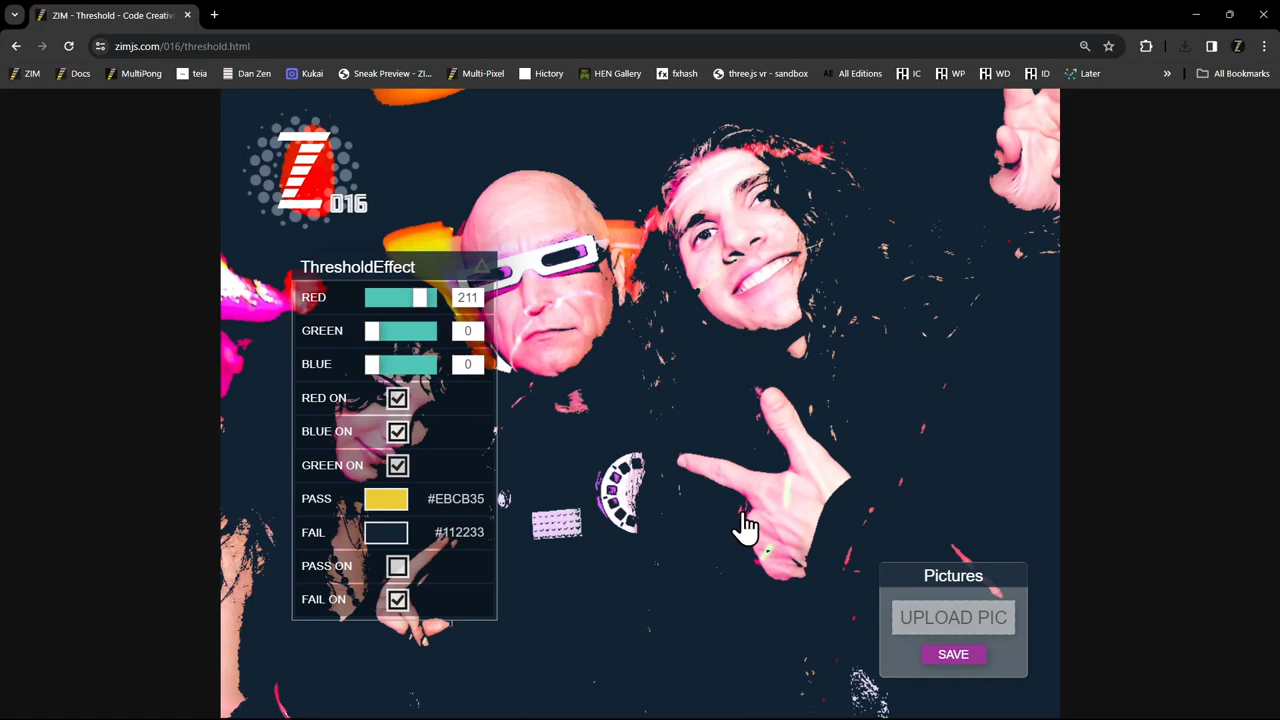 ZIM - Threshold - Code Creativ
zimjs.com/016/threshold.html
ZIM Docs MultiPong teia Dan Zen Kukai Sneak Preview - ZI... Multi-Pixel Hictory HEN Gallery fxhash three.js vr - sandbox All Editions IC WP WD ID Later » All Bookmarks
Z 016
ThresholdEffect
RED 211
GREEN 0
BLUE 0
RED ON
BLUE ON
GREEN ON
PASS #EBCB35
FAIL #112233
PASS ON
FAIL ON
Pictures
UPLOAD PIC
SAVE